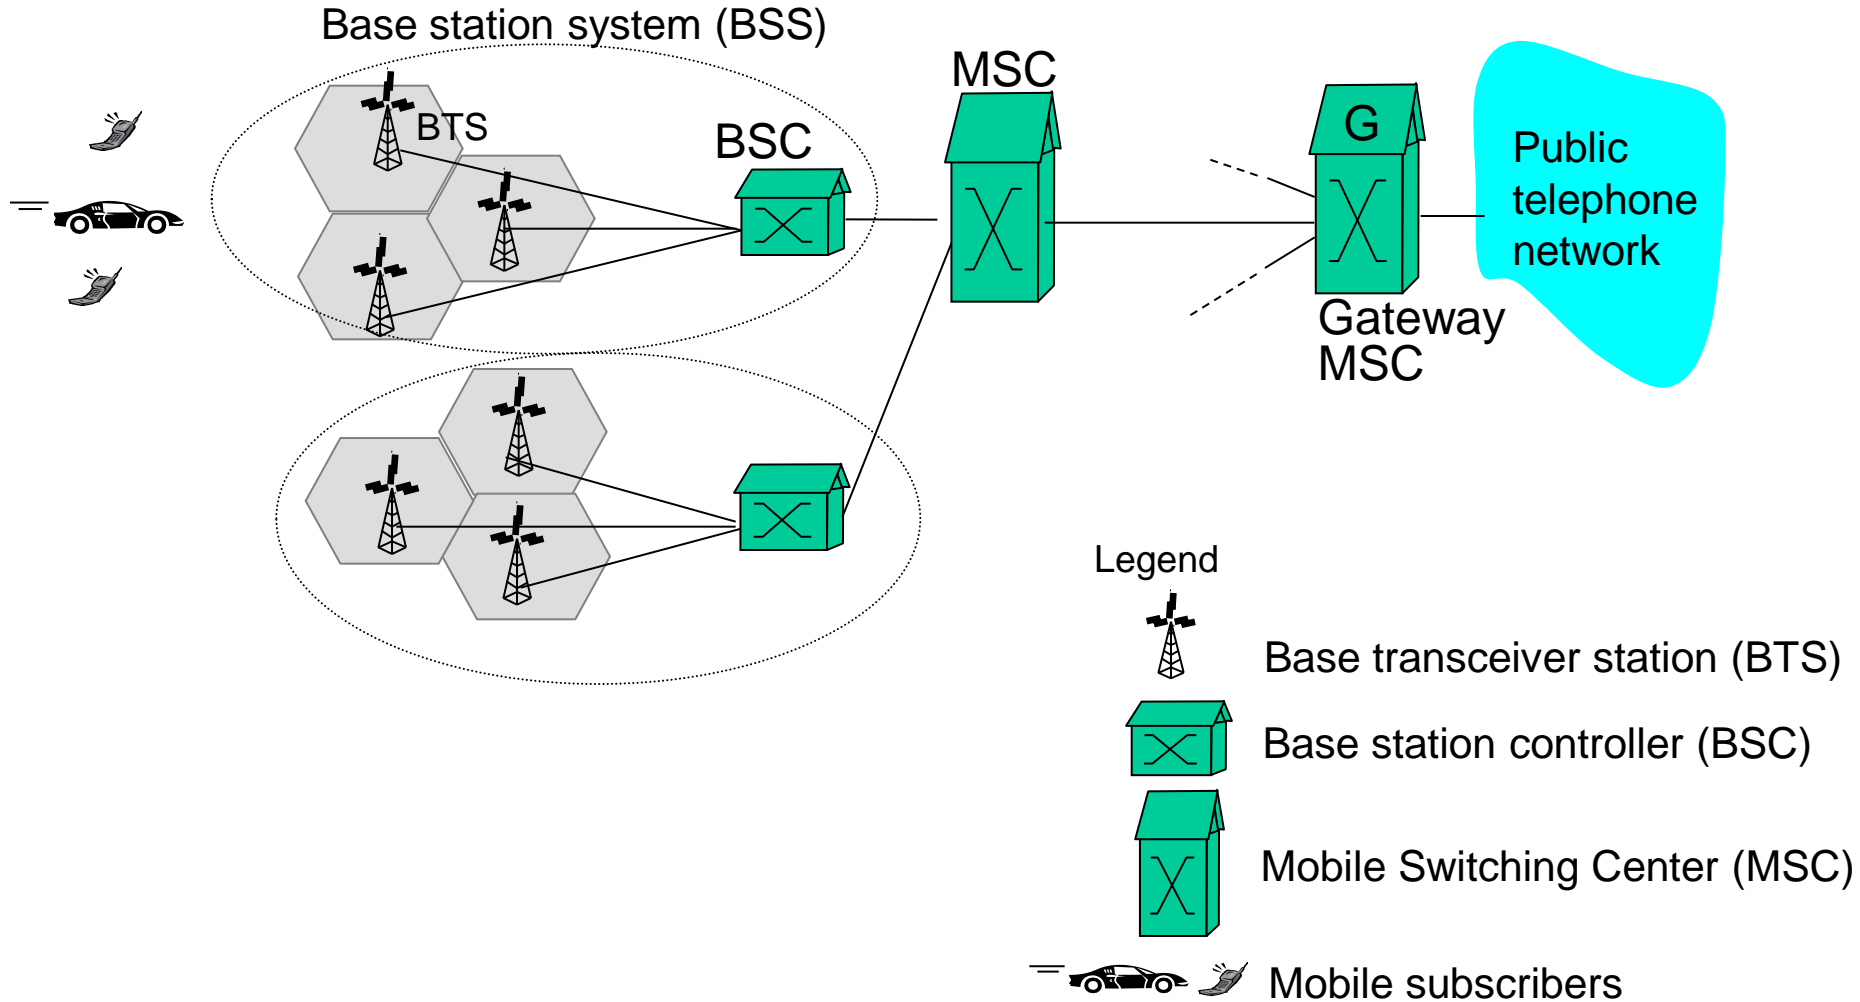 Base station system (BSS)
MSC
BTS
BSC
G
Public
telephone
network
Gateway
MSC
Legend
Base transceiver station (BTS)
Base station controller (BSC)
Mobile Switching Center (MSC)
Mobile subscribers